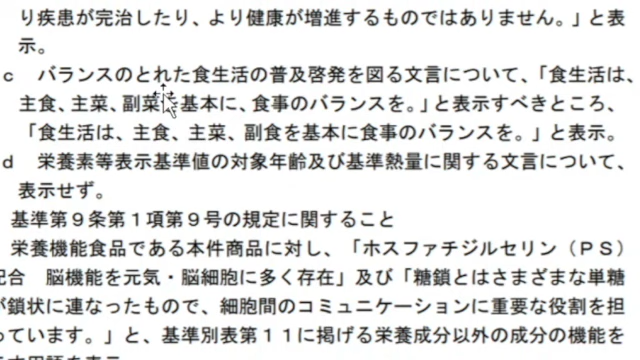 り疾患が完治したり、より健康が増進するものではありません。」と表
示。
ｃ　バランスのとれた食生活の普及啓発を図る文言について、「食生活は、
主食、主菜、副菜を基本に、食事のバランスを。」と表示すべきところ、
「食生活は、主食、主菜、副食を基本に食事のバランスを。」と表示。
ｄ　栄養素等表示基準値の対象年齢及び基準熱量に関する文言について、
表示せず。
基準第９条第１項第９号の規定に関すること
栄養機能食品である本件商品に対し、「ホスファチジルセリン（ＰＳ）
配合　脳機能を元気・脳細胞に多く存在」及び「糖鎖とはさまざまな単糖
が鎖状に連なったもので、細胞間のコミュニケーションに重要な役割を担
っています。」と、基準別表第１１に掲げる栄養成分以外の成分の機能を